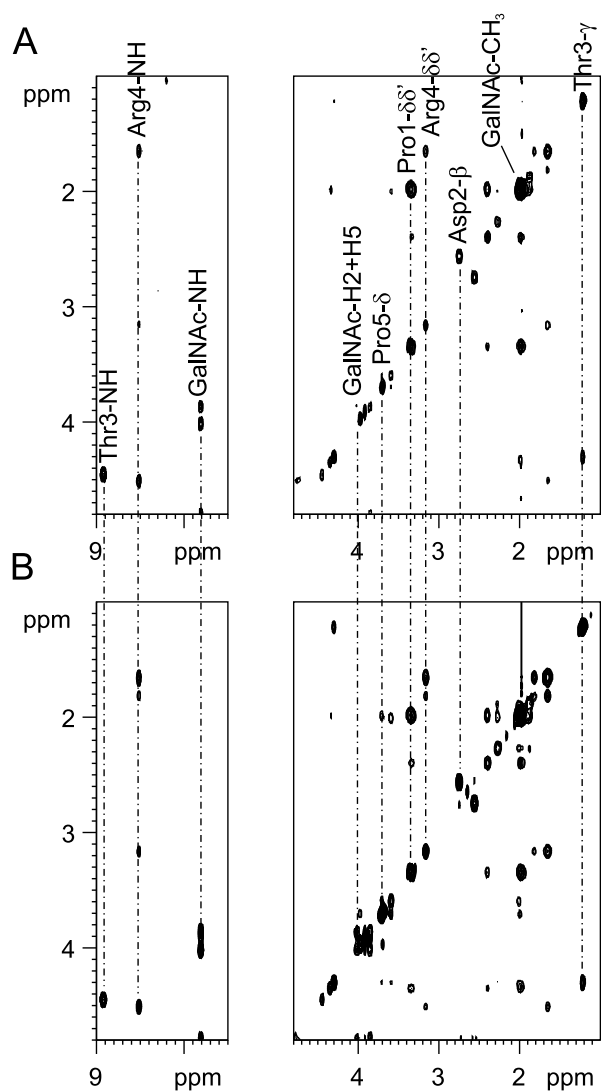 A
ppm
2
3
4
9
ppm
Thr3-NH
Arg4-NH
GalNAc-NH
GalNAc-H2+H5
Pro5-δ
Pro1-δδ'
Arg4-δδ'
Asp2-β
GalNAc-CH₃
Thr3-γ
4
3
2
ppm
B
ppm
2
3
4
9
ppm
4
3
2
ppm